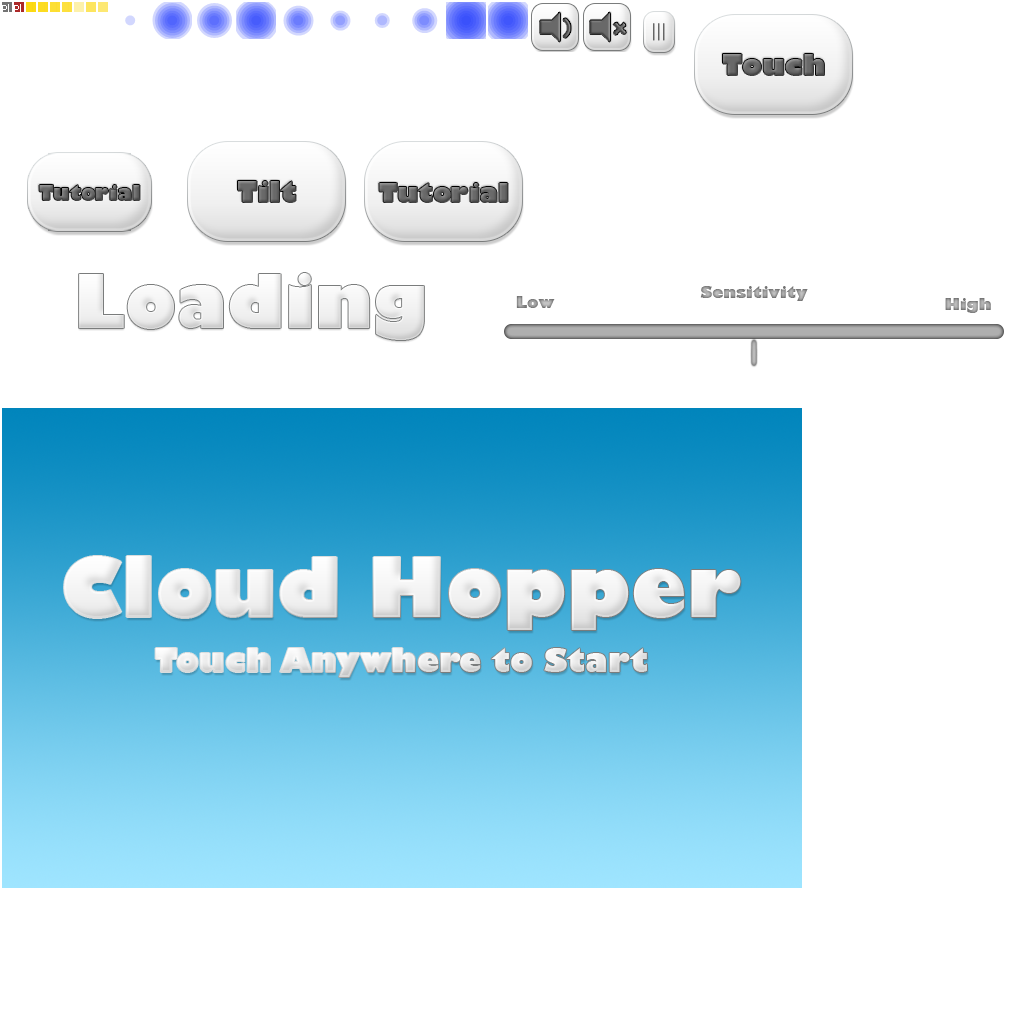 Touch
Tutorial
Tilt
Tutorial
Loading
Low
Sensitivity
High
Cloud Hopper
Touch Anywhere to Start